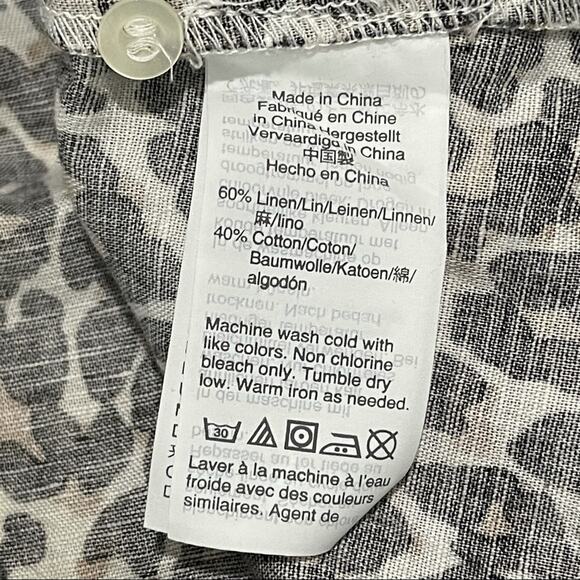 Made in China
Fabriqué en Chine
in China Hergestellt
Vervaardigd in China
中国製
Hecho en China
60% Linen/Lin/Leinen/Linnen/
麻/lino
40% Cotton/Coton/
Baumwolle/Katoen/綿/
algodón
Machine wash cold with
like colors. Non chlorine
bleach only. Tumble dry
low. Warm iron as needed.
30
Laver à la machine à l'eau
froide avec des couleurs
similaires. Agent de